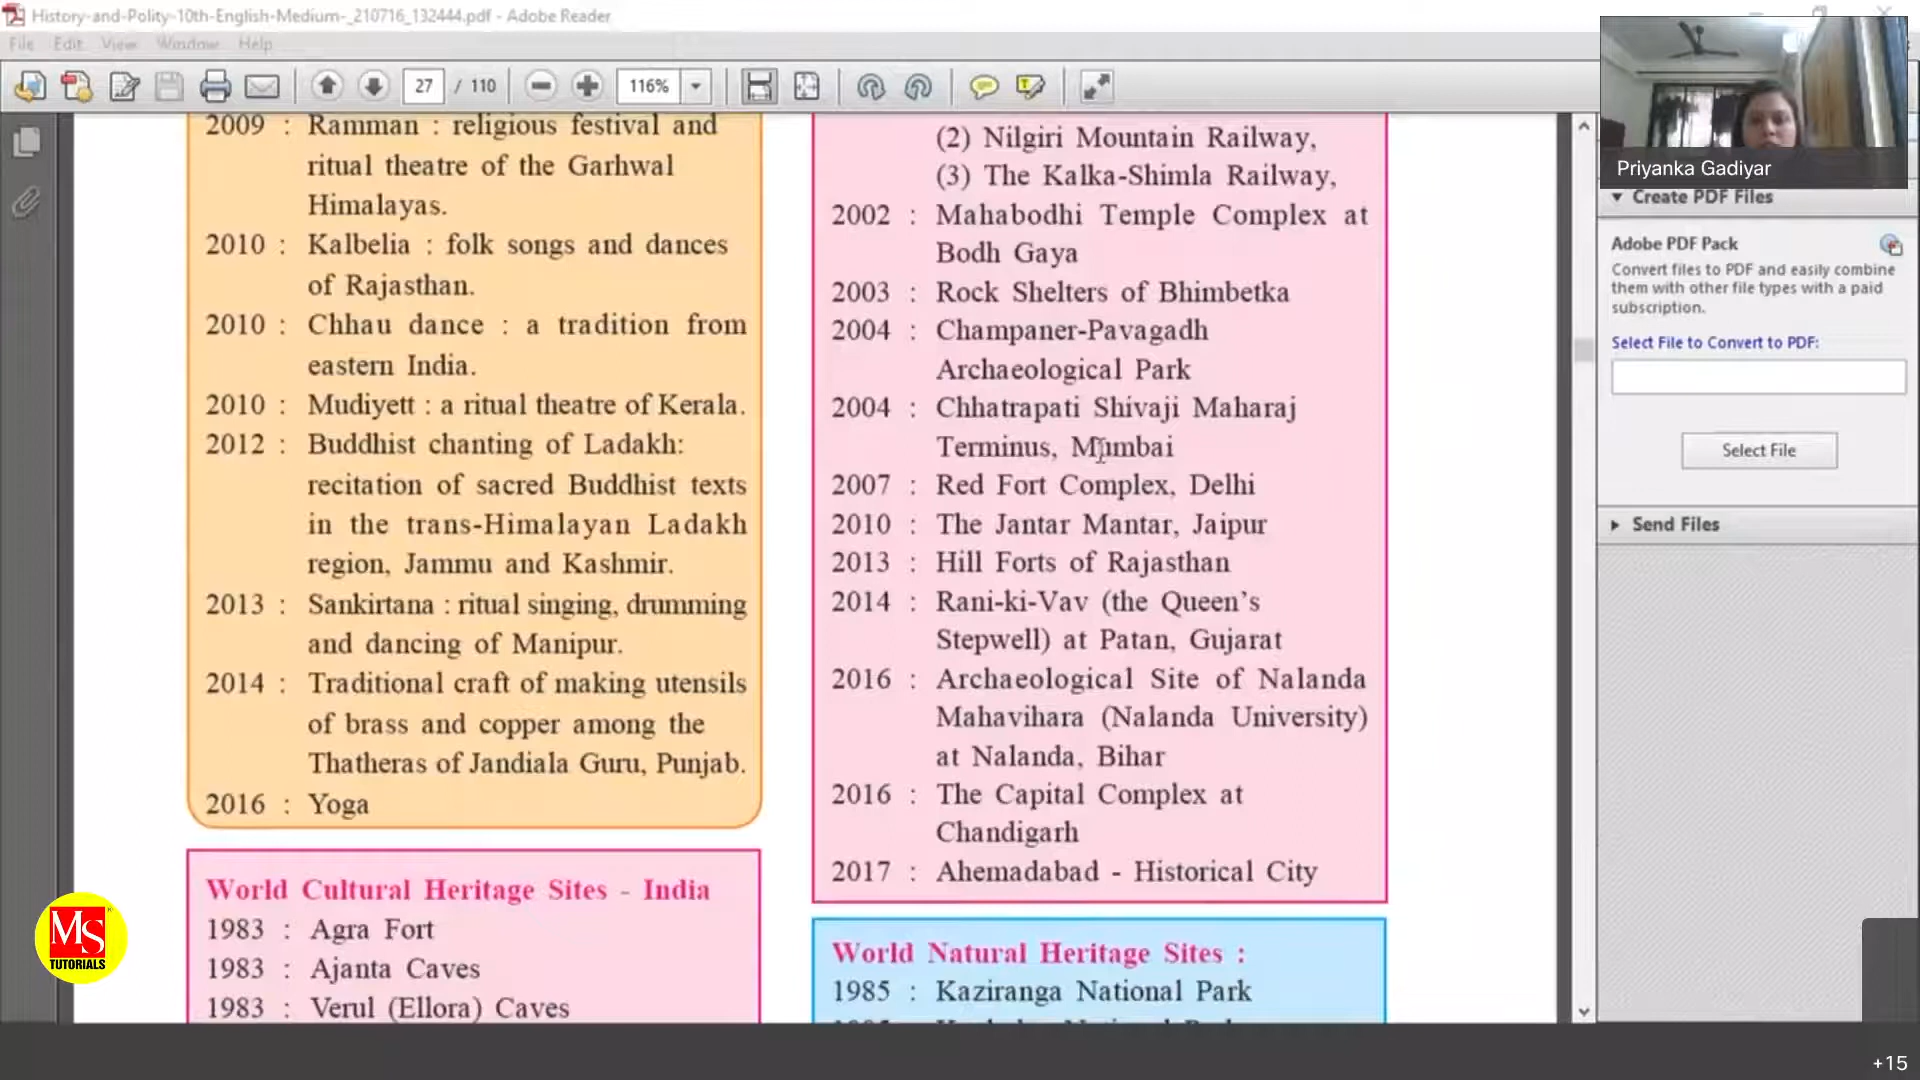 History-and-Polity-10th-English-Medium-_210716_132444.pdf - Adobe Reader
File Edit View Window Help
27 / 110
116%
2009 : Ramman : religious festival and
ritual theatre of the Garhwal
Himalayas.
2010 : Kalbelia : folk songs and dances
of Rajasthan.
2010 : Chhau dance : a tradition from
eastern India.
2010 : Mudiyett : a ritual theatre of Kerala.
2012 : Buddhist chanting of Ladakh:
recitation of sacred Buddhist texts
in the trans-Himalayan Ladakh
region, Jammu and Kashmir.
2013 : Sankirtana : ritual singing, drumming
and dancing of Manipur.
2014 : Traditional craft of making utensils
of brass and copper among the
Thatheras of Jandiala Guru, Punjab.
2016 : Yoga
World Cultural Heritage Sites - India
1983 : Agra Fort
1983 : Ajanta Caves
1983 : Verul (Ellora) Caves
(2) Nilgiri Mountain Railway,
(3) The Kalka-Shimla Railway,
2002 : Mahabodhi Temple Complex at
Bodh Gaya
2003 : Rock Shelters of Bhimbetka
2004 : Champaner-Pavagadh
Archaeological Park
2004 : Chhatrapati Shivaji Maharaj
Terminus, Mumbai
2007 : Red Fort Complex, Delhi
2010 : The Jantar Mantar, Jaipur
2013 : Hill Forts of Rajasthan
2014 : Rani-ki-Vav (the Queen's
Stepwell) at Patan, Gujarat
2016 : Archaeological Site of Nalanda
Mahavihara (Nalanda University)
at Nalanda, Bihar
2016 : The Capital Complex at
Chandigarh
2017 : Ahemadabad - Historical City
World Natural Heritage Sites :
1985 : Kaziranga National Park
Priyanka Gadiyar
Create PDF Files
Adobe PDF Pack
Convert files to PDF and easily combine
them with other file types with a paid
subscription.
Select File to Convert to PDF:
Select File
Send Files
MS
TUTORIALS
+15